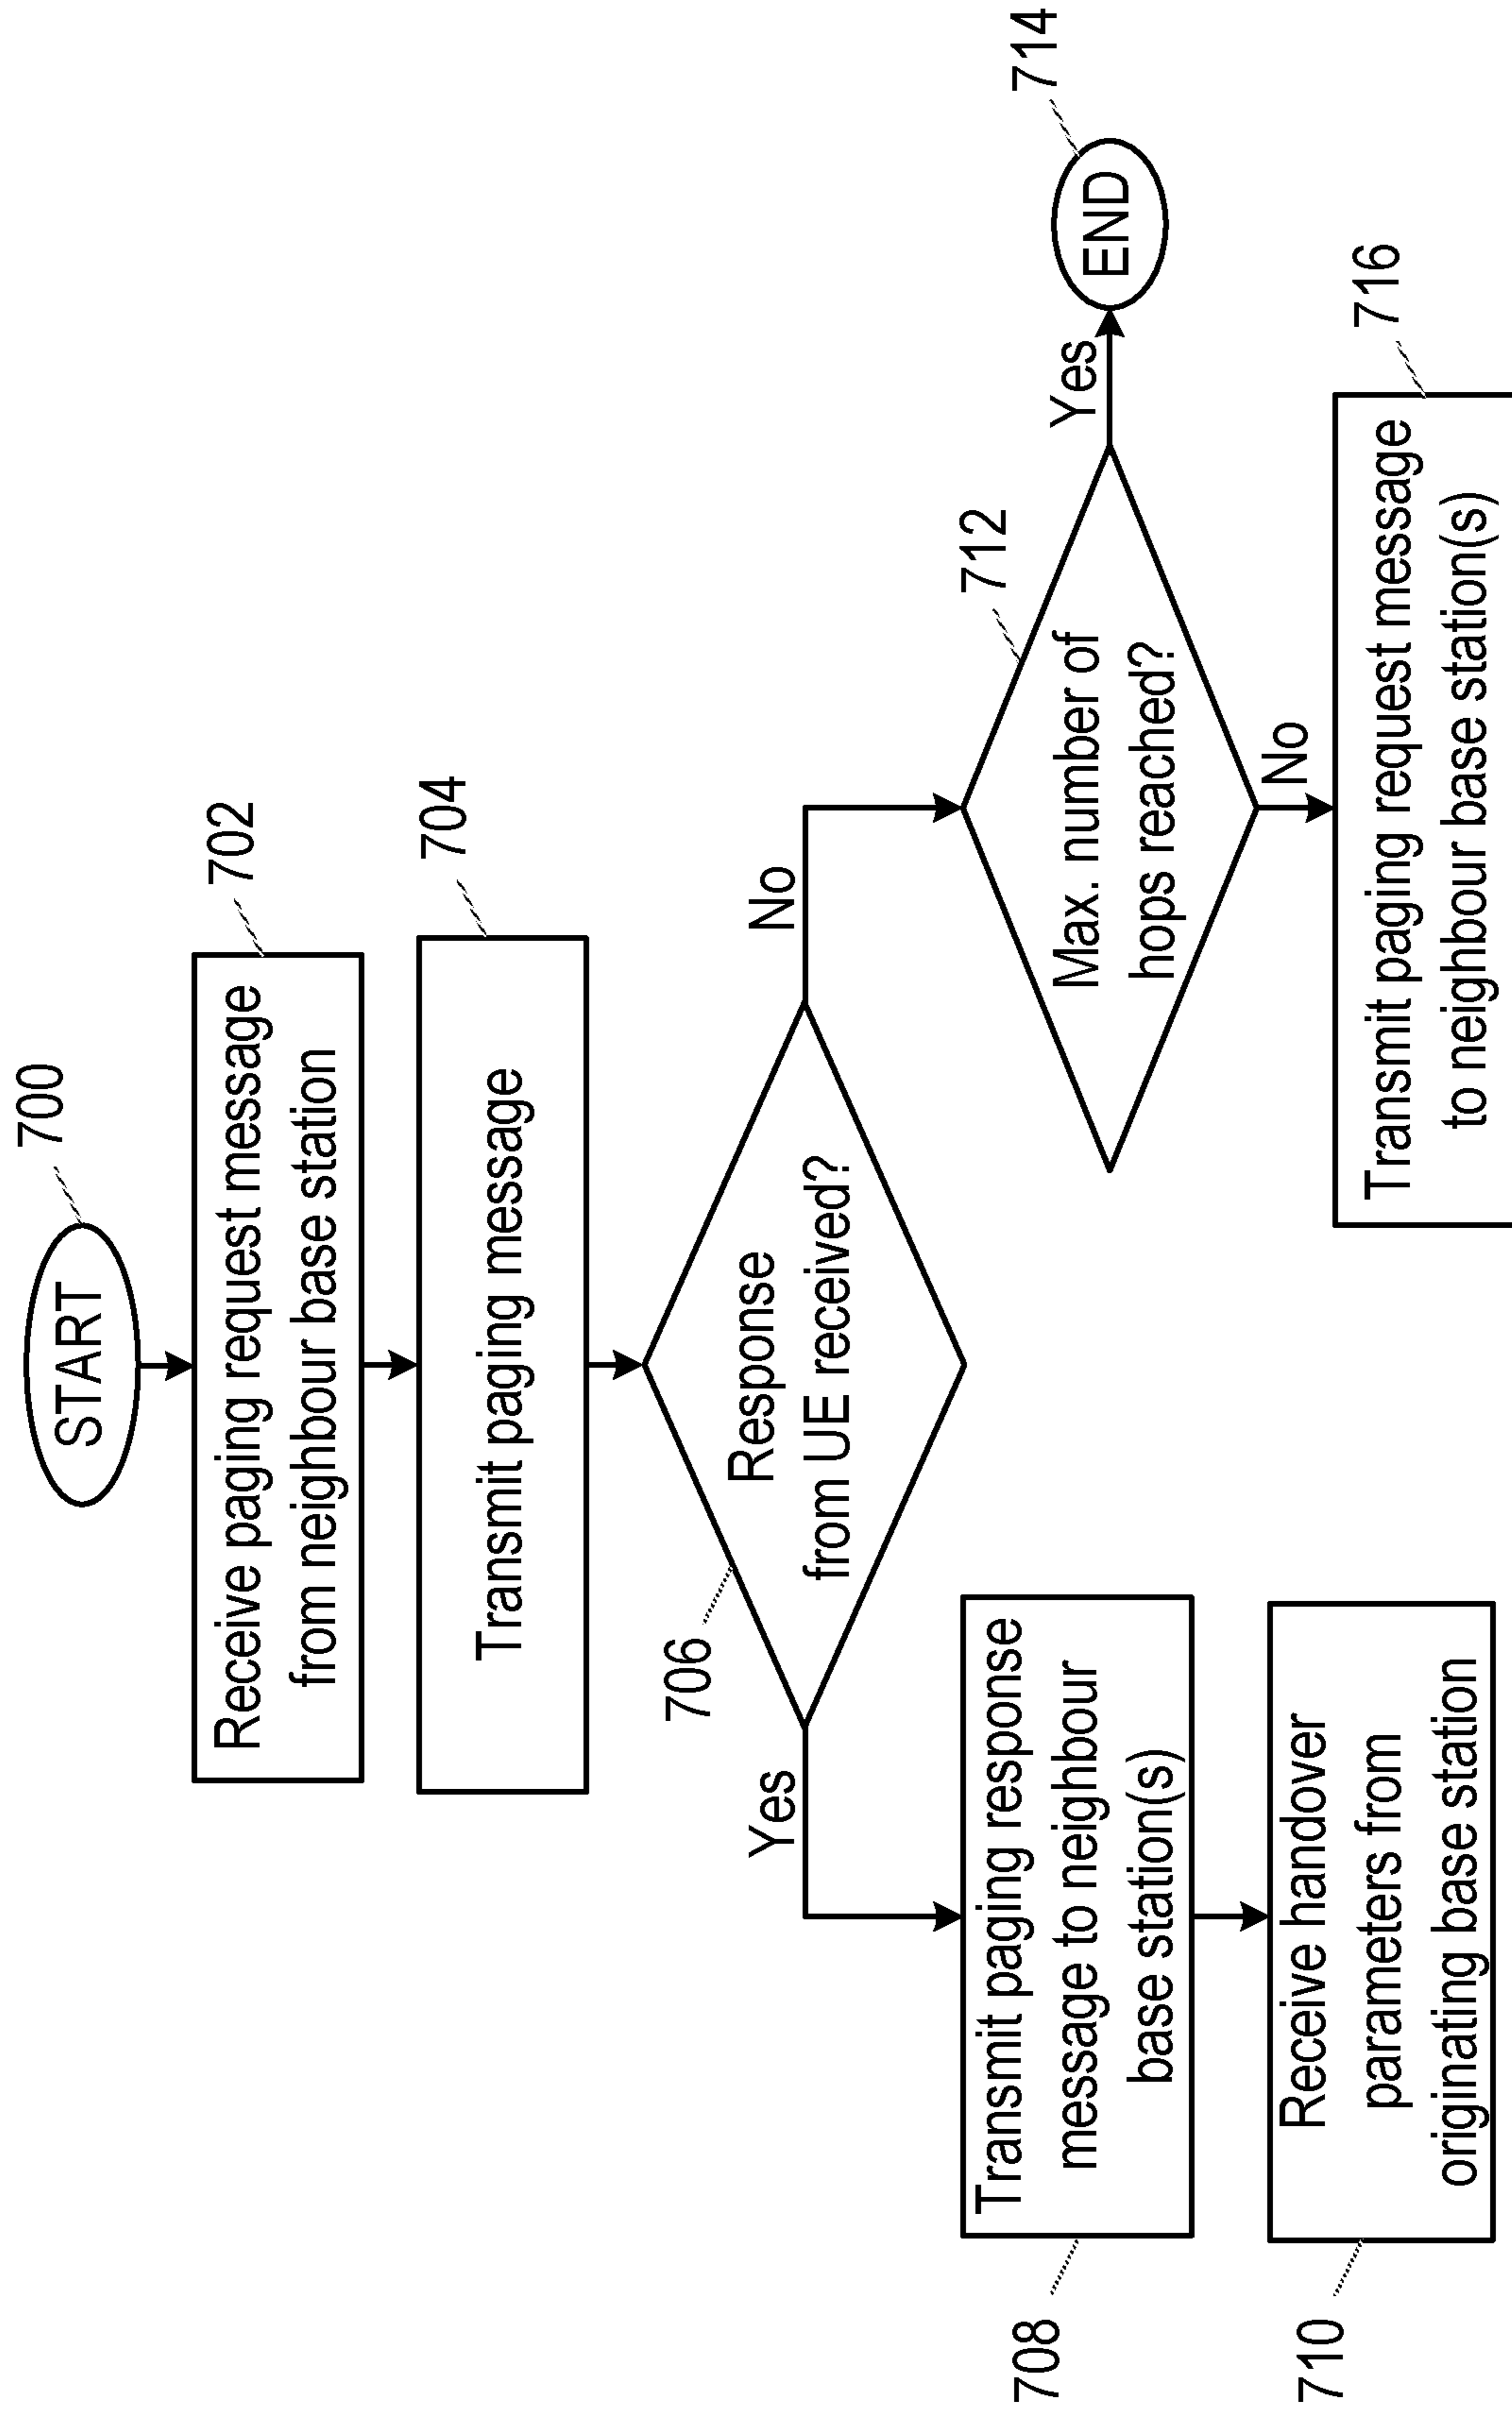 700
START
702
Receive paging request message
from neighbour base station
704
Transmit paging message
706
Response
from UE received?
Yes
No
708
Transmit paging response
message to neighbour
base station(s)
710
Receive handover
parameters from
originating base station
712
Max. number of
hops reached?
Yes
714
END
No
716
Transmit paging request message
to neighbour base station(s)